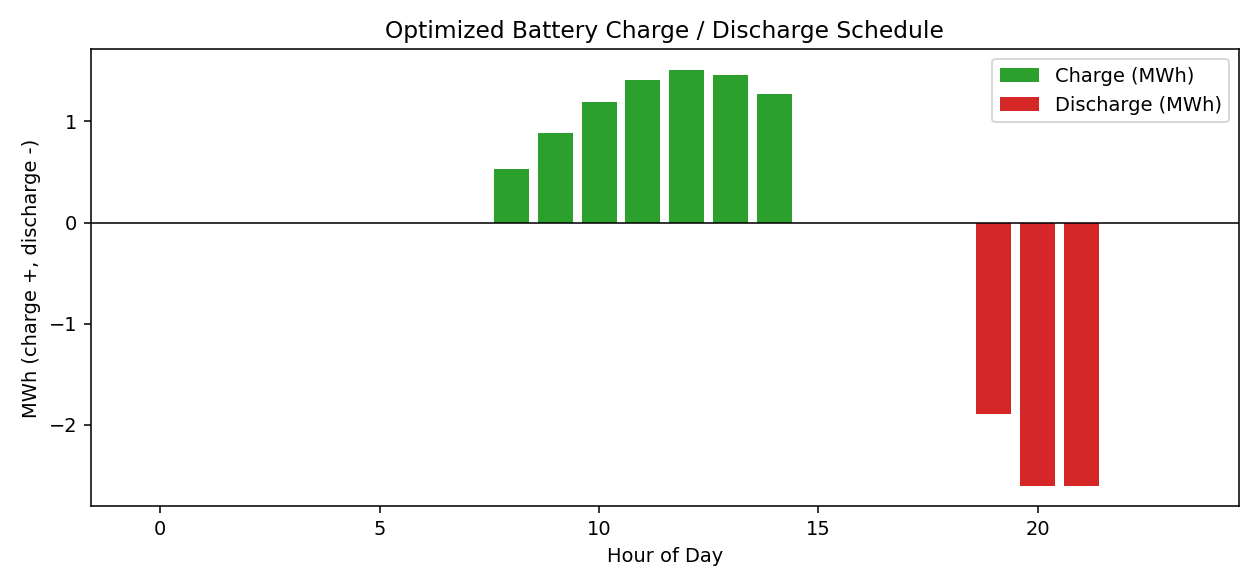 Optimized Battery Charge / Discharge Schedule
Charge (MWh)
Discharge (MWh)
MWh (charge +, discharge -)
1
0
−1
−2
0 5 10 15 20
Hour of Day